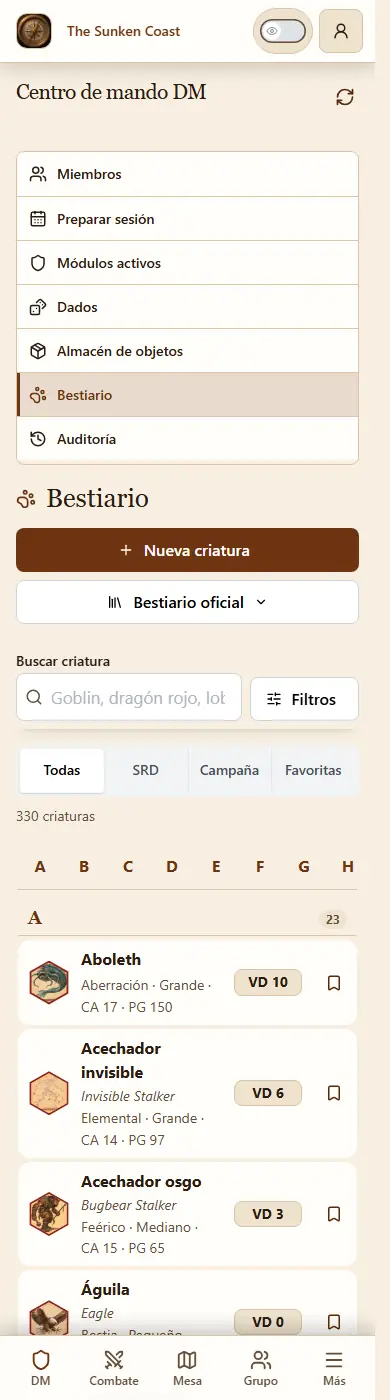 The Sunken Coast
Centro de mando DM
Miembros
Preparar sesión
Módulos activos
Dados
Almacén de objetos
Bestiario
Auditoría
Bestiario
+ Nueva criatura
Bestiario oficial
Buscar criatura
Goblin, dragón rojo, lob
Filtros
Todas SRD Campaña Favoritas
330 criaturas
A B C D E F G H
A 23
Aboleth
Aberración · Grande ·
CA 17 · PG 150
VD 10
Acechador
invisible
Invisible Stalker
Elemental · Grande ·
CA 14 · PG 97
VD 6
Acechador osgo
Bugbear Stalker
Feérico · Mediano ·
CA 15 · PG 65
VD 3
Águila
Eagle
Bestia · Pequeño
VD 0
DM Combate Mesa Grupo Más